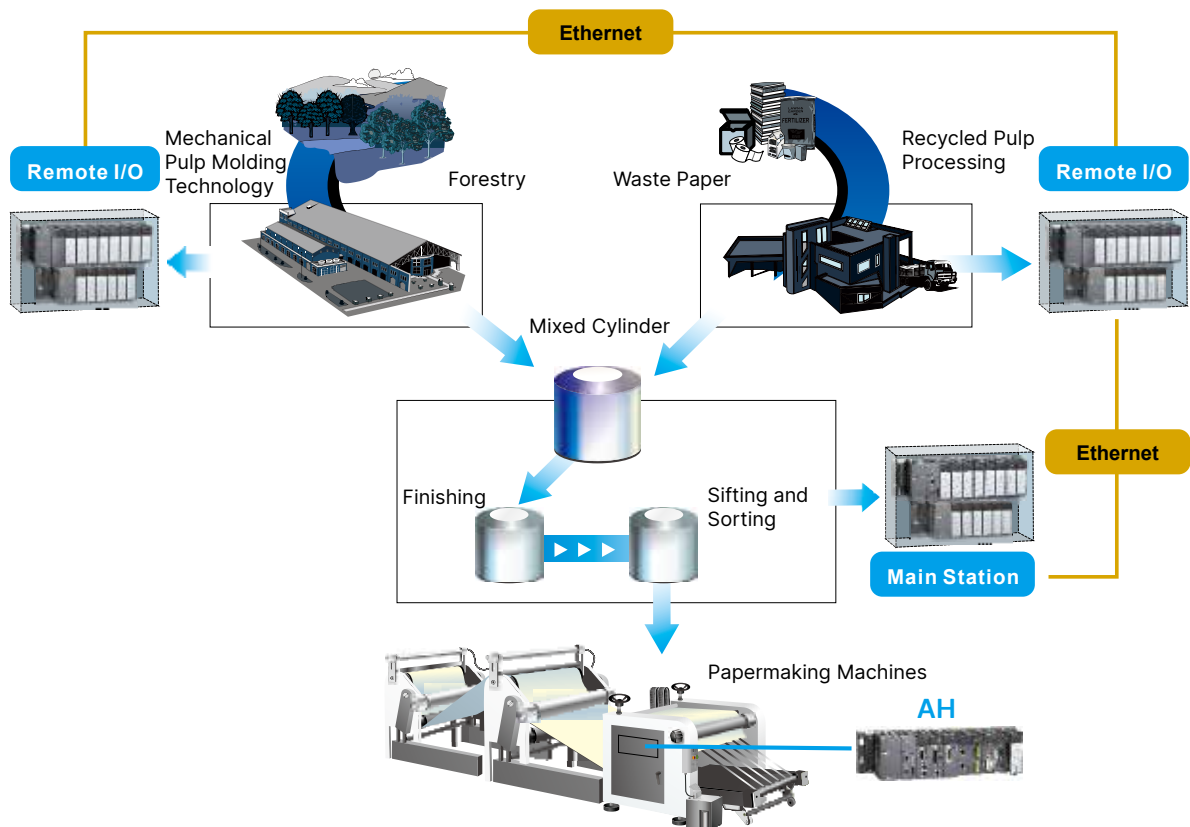 Ethernet
Mechanical
Pulp Molding
Technology
Remote I/O
Forestry
Waste Paper
FERTILIZER
Recycled Pulp
Processing
Remote I/O
Mixed Cylinder
Ethernet
Finishing
Sifting and
Sorting
Main Station
Papermaking Machines
AH